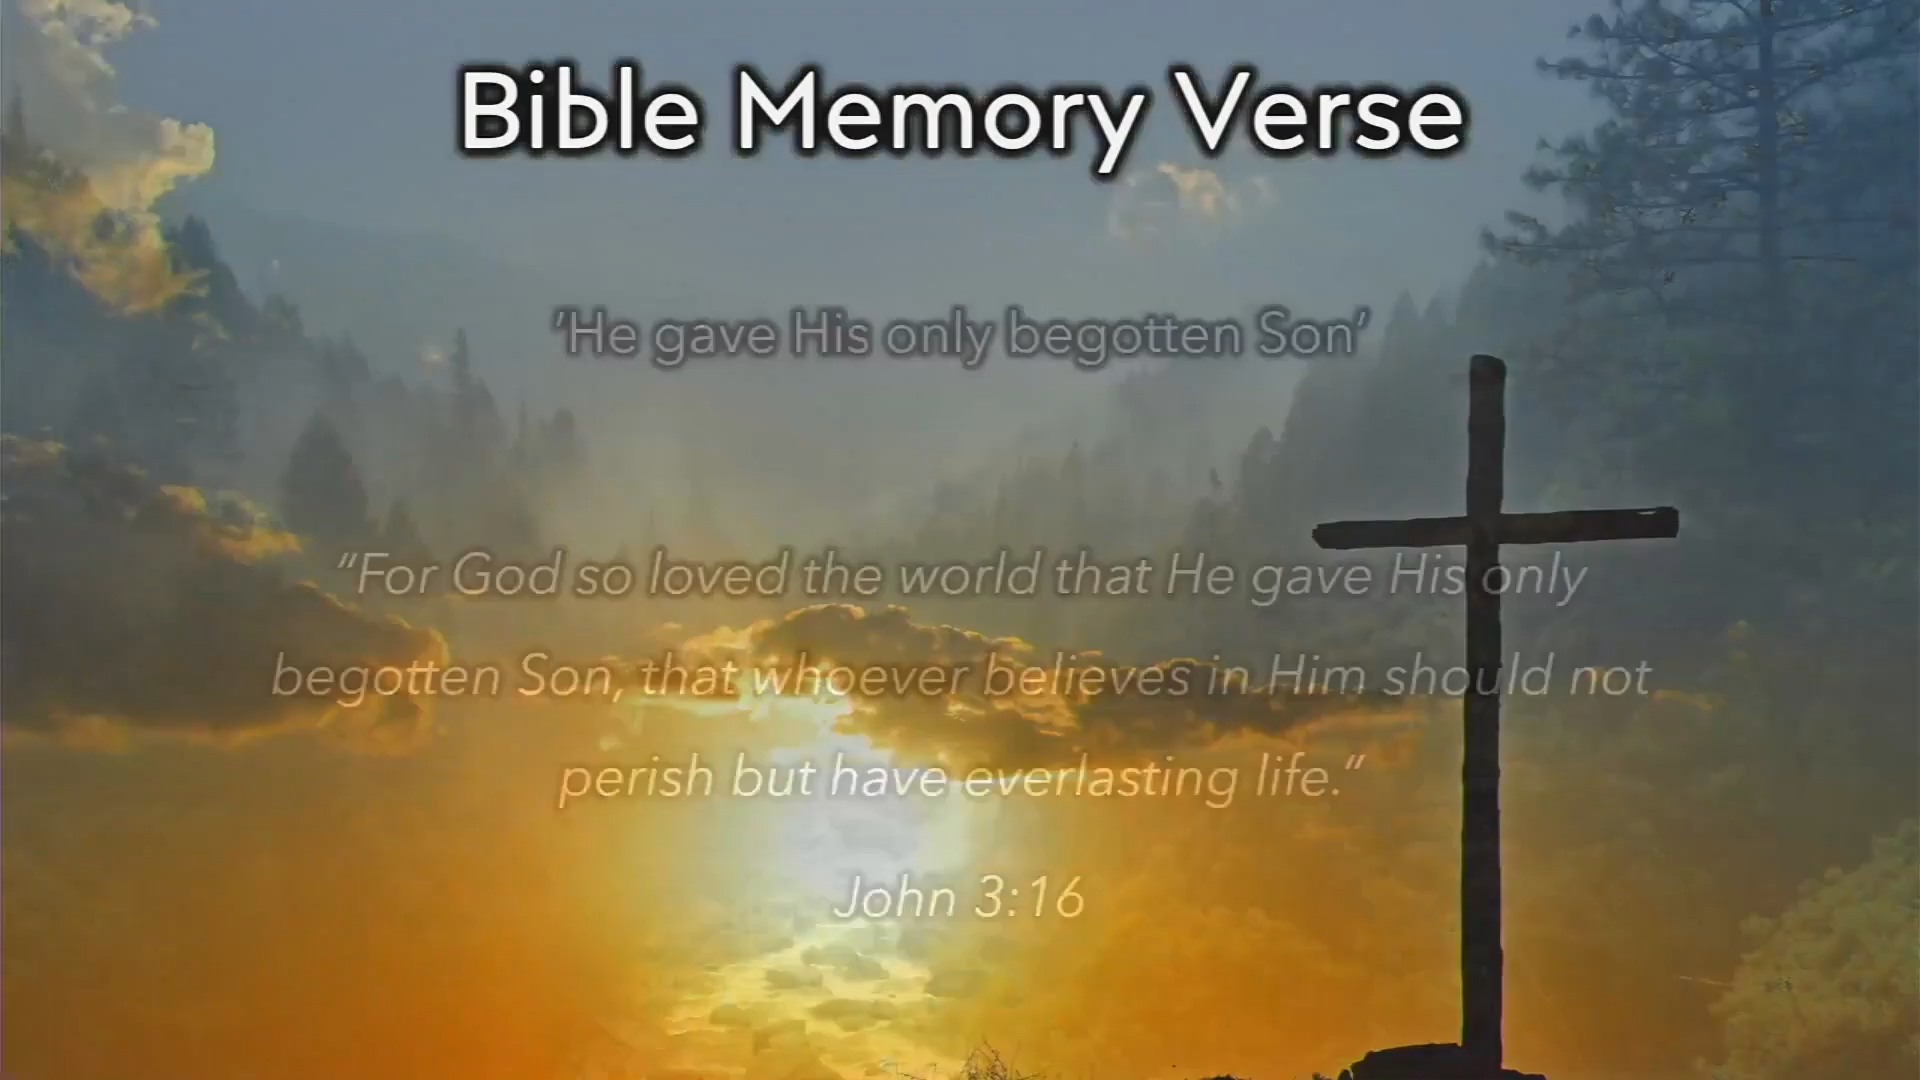 Bible Memory Verse
’He gave His only begotten Son’
“For God so loved the world that He gave His only
begotten Son, that whoever believes in Him should not
perish but have everlasting life.”
John 3:16